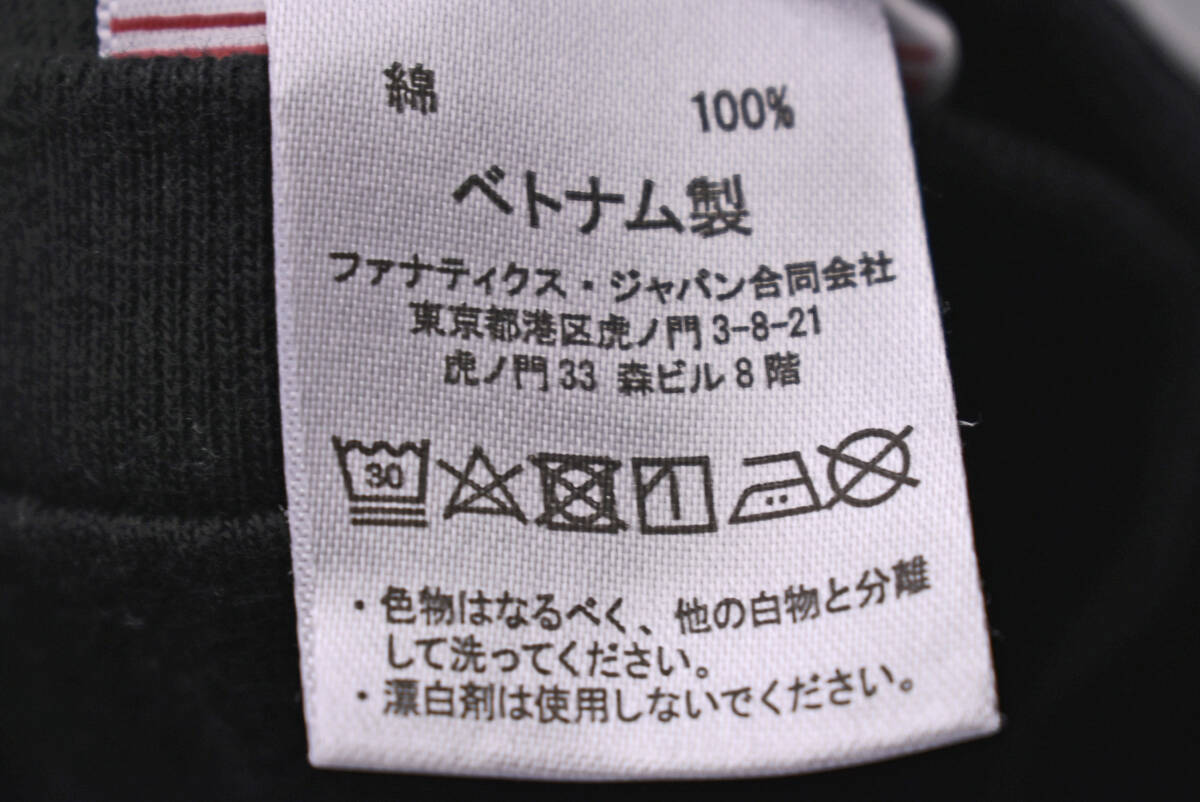 綿 100%
ベトナム製
ファナティクス・ジャパン合同会社
東京都港区虎ノ門3-8-21
虎ノ門33 森ビル8階
30
・色物はなるべく、他の白物と分離
して洗ってください。
・漂白剤は使用しないでください。